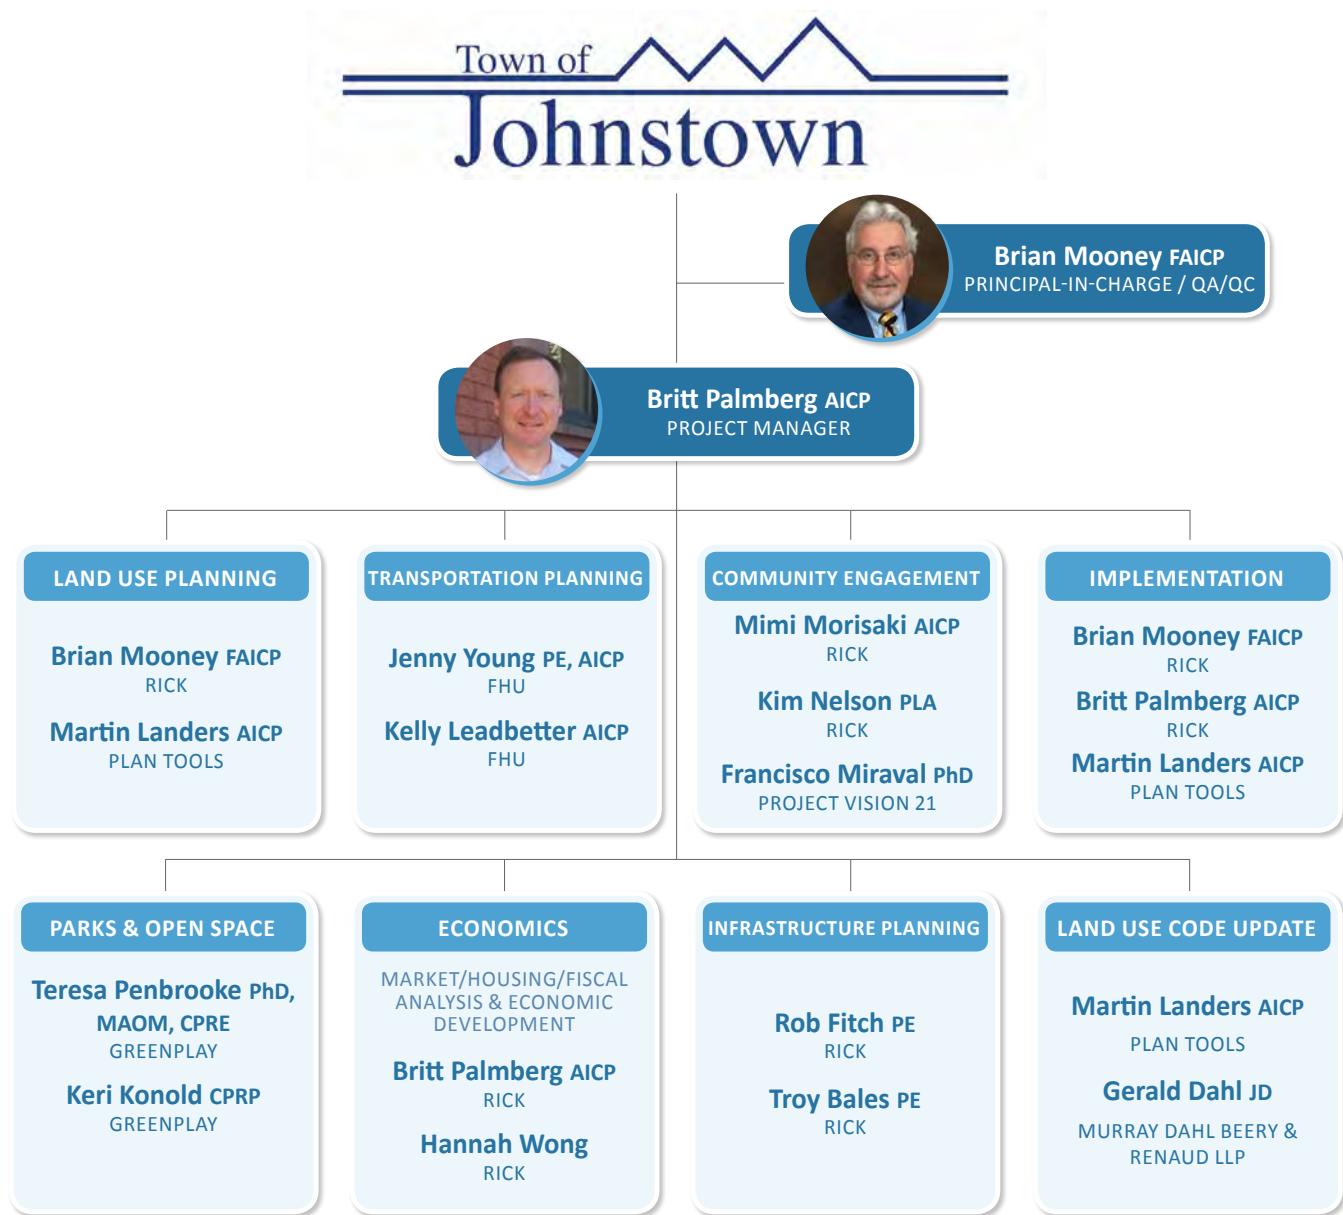 Town of
Johnstown
Brian Mooney FAICP
PRINCIPAL-IN-CHARGE / QA/QC
Britt Palmberg AICP
PROJECT MANAGER
LAND USE PLANNING
Brian Mooney FAICP
RICK
Martin Landers AICP
PLAN TOOLS
TRANSPORTATION PLANNING
Jenny Young PE, AICP
FHU
Kelly Leadbetter AICP
FHU
COMMUNITY ENGAGEMENT
Mimi Morisaki AICP
RICK
Kim Nelson PLA
RICK
Francisco Miraval PhD
PROJECT VISION 21
IMPLEMENTATION
Brian Mooney FAICP
RICK
Britt Palmberg AICP
RICK
Martin Landers AICP
PLAN TOOLS
PARKS & OPEN SPACE
Teresa Penbrooke PhD,
MAOM, CPRE
GREENPLAY
Keri Konold CPRP
GREENPLAY
ECONOMICS
MARKET/HOUSING/FISCAL
ANALYSIS & ECONOMIC
DEVELOPMENT
Britt Palmberg AICP
RICK
Hannah Wong
RICK
INFRASTRUCTURE PLANNING
Rob Fitch PE
RICK
Troy Bales PE
RICK
LAND USE CODE UPDATE
Martin Landers AICP
PLAN TOOLS
Gerald Dahl JD
MURRAY DAHL BEERY &
RENAUD LLP